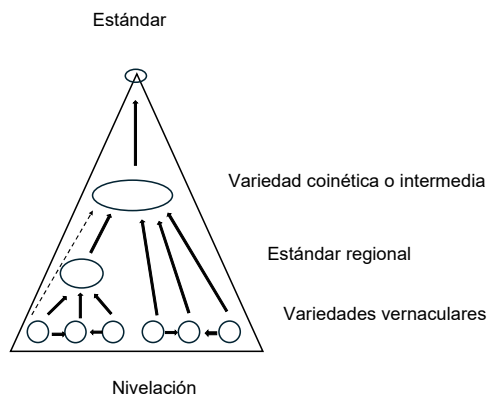 Estándar
Variedad coinética o intermedia
Estándar regional
Variedades vernaculares
Nivelación